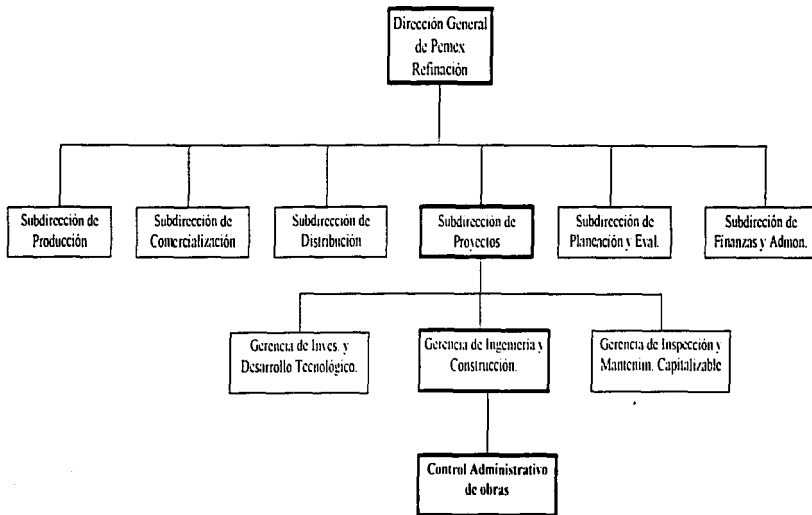 Dirección General
de Pemex
Refinación
Subdirección de
Producción
Subdirección de
Comercialización
Subdirección de
Distribución
Subdirección de
Proyectos
Subdirección de
Planeación y Eval.
Subdireción de
Finanzas y Admon.
Gerencia de Inves. y
Desarrollo Tecnológico.
Gerencia de Ingenieria y
Construcción.
Gerencia de Inspección y
Mantenim. Capitalizable
Control Administrativo
de obras